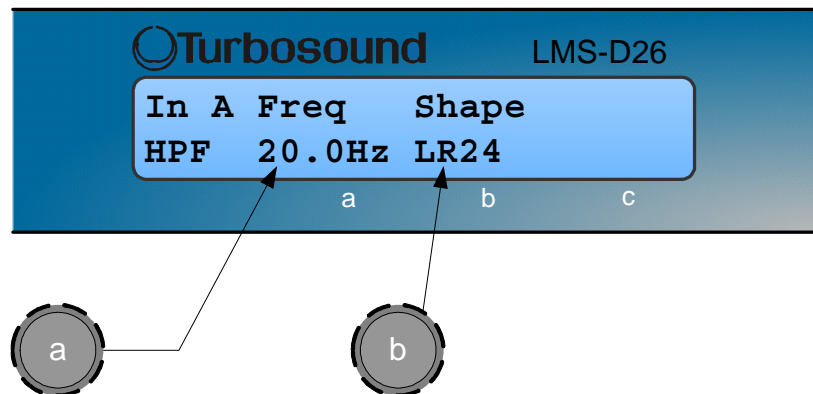 Turbosound LMS-D26
In A Freq Shape
HPF 20.0Hz LR24
a b c
a b